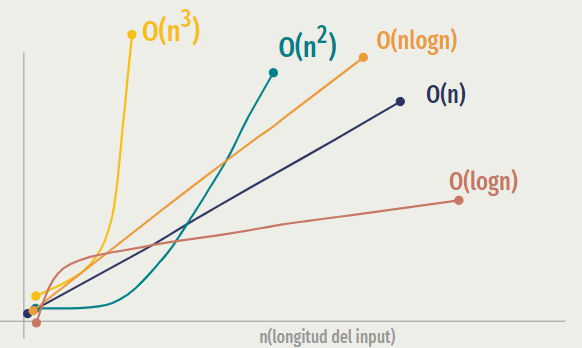 O(n³)
O(n²)
O(nlogn)
O(n)
O(logn)
n(longitud del input)